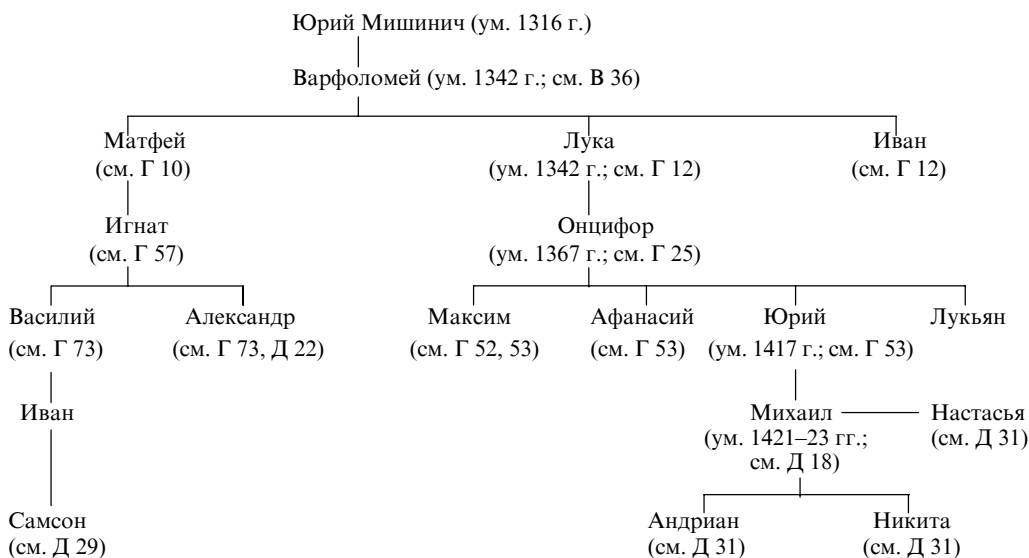 Юрий Мишинич (ум. 1316 г.)
Варфоломей (ум. 1342 г.; см. В 36)
Матфей
(см. Г 10)
Лука
(ум. 1342 г.; см. Г 12)
Иван
(см. Г 12)
Игнат
(см. Г 57)
Онцифор
(ум. 1367 г.; см. Г 25)
Василий
(см. Г 73)
Александр
(см. Г 73, Д 22)
Максим
(см. Г 52, 53)
Афанасий
(см. Г 53)
Юрий
(ум. 1417 г.; см. Г 53)
Лукьян
Иван
Михаил
(ум. 1421–23 гг.;
см. Д 18)
Настасья
(см. Д 31)
Самсон
(см. Д 29)
Андриан
(см. Д 31)
Никита
(см. Д 31)